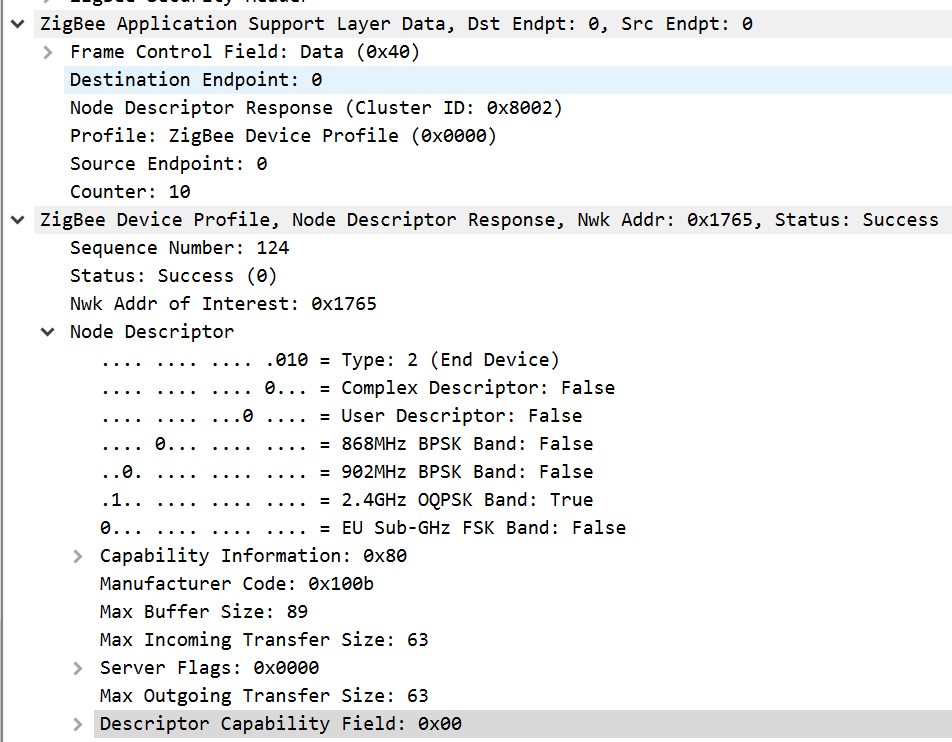 ZigBee Application Support Layer Data, Dst Endpt: 0, Src Endpt: 0
Frame Control Field: Data (0x40)
Destination Endpoint: 0
Node Descriptor Response (Cluster ID: 0x8002)
Profile: ZigBee Device Profile (0x0000)
Source Endpoint: 0
Counter: 10
ZigBee Device Profile, Node Descriptor Response, Nwk Addr: 0x1765, Status: Success
Sequence Number: 124
Status: Success (0)
Nwk Addr of Interest: 0x1765
Node Descriptor
.... .... .... .010 = Type: 2 (End Device)
.... .... .... 0... = Complex Descriptor: False
.... .... ...0 .... = User Descriptor: False
.... 0... .... .... = 868MHz BPSK Band: False
..0. .... .... .... = 902MHz BPSK Band: False
.1.. .... .... .... = 2.4GHz OQPSK Band: True
0... .... .... .... = EU Sub-GHz FSK Band: False
Capability Information: 0x80
Manufacturer Code: 0x100b
Max Buffer Size: 89
Max Incoming Transfer Size: 63
Server Flags: 0x0000
Max Outgoing Transfer Size: 63
Descriptor Capability Field: 0x00